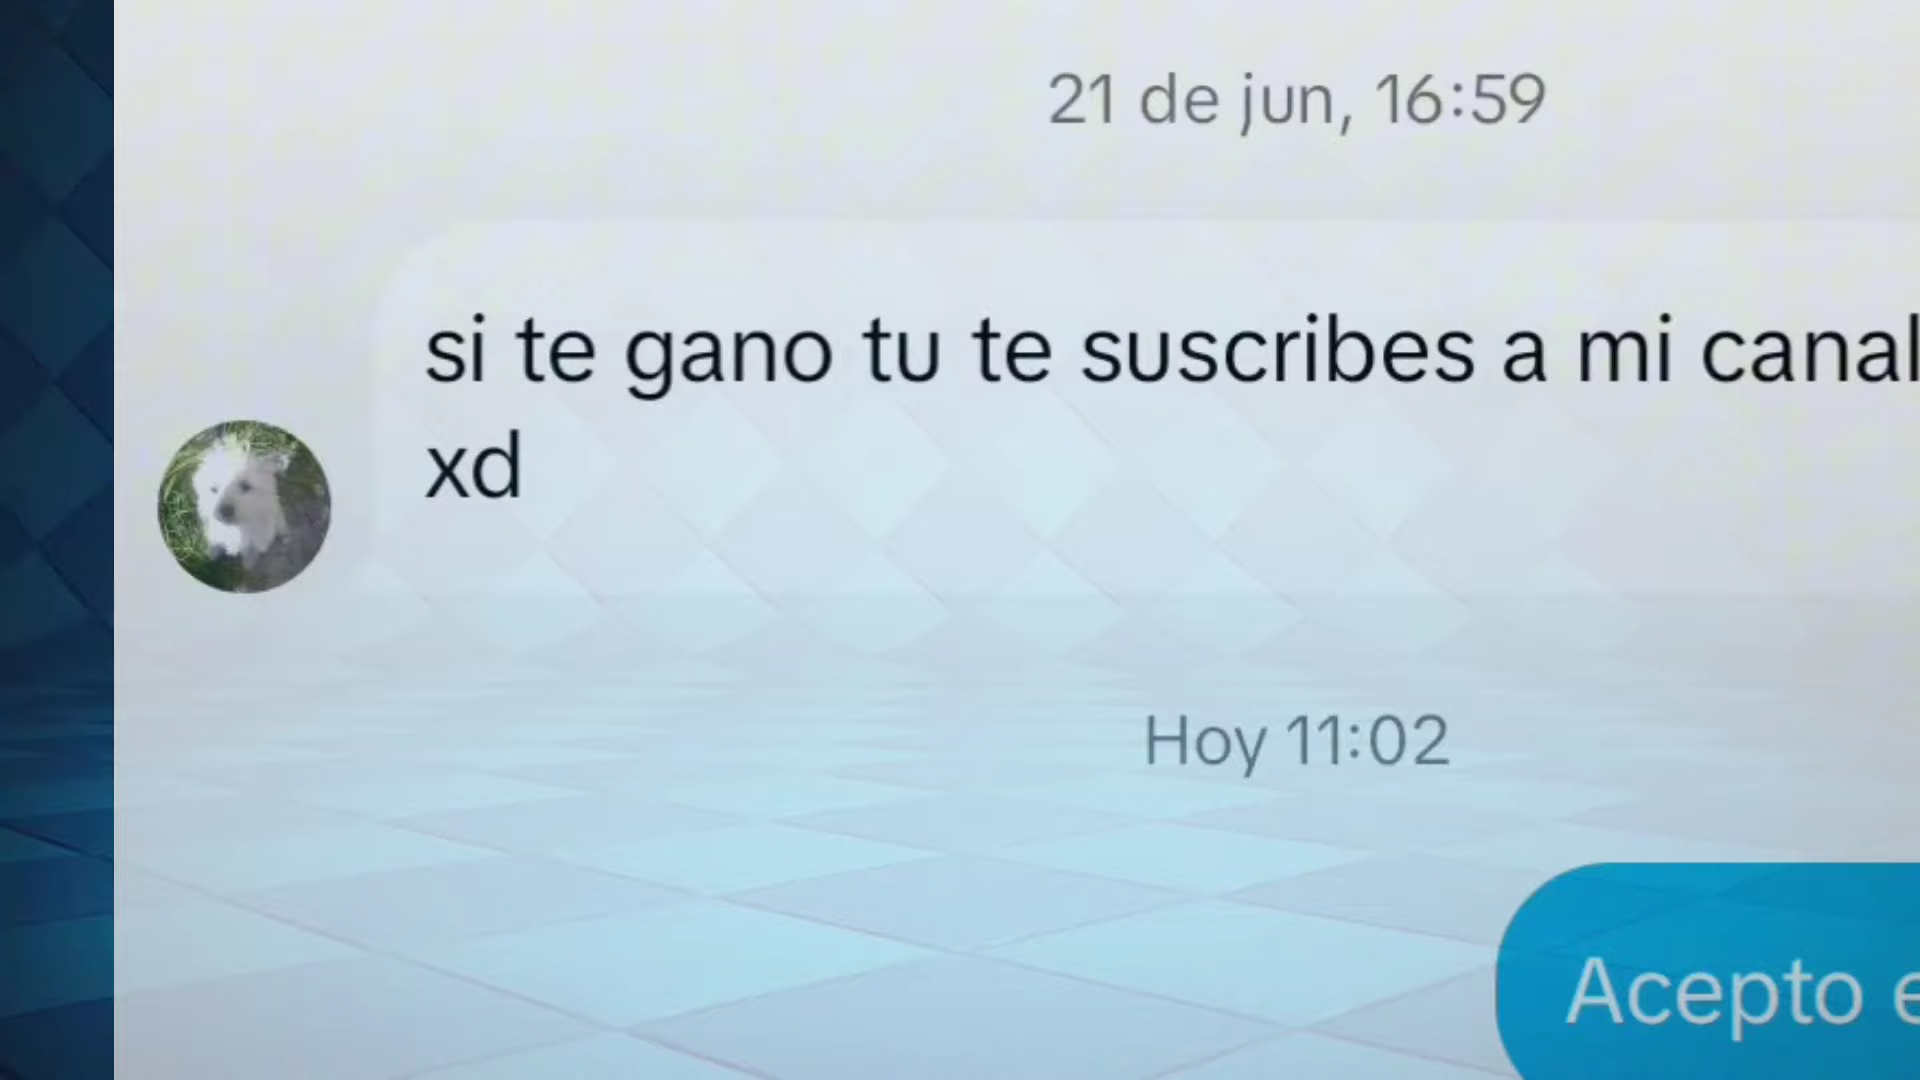 21 de jun, 16:59
si te gano tu te suscribes a mi canal
xd
Hoy 11:02
Acepto